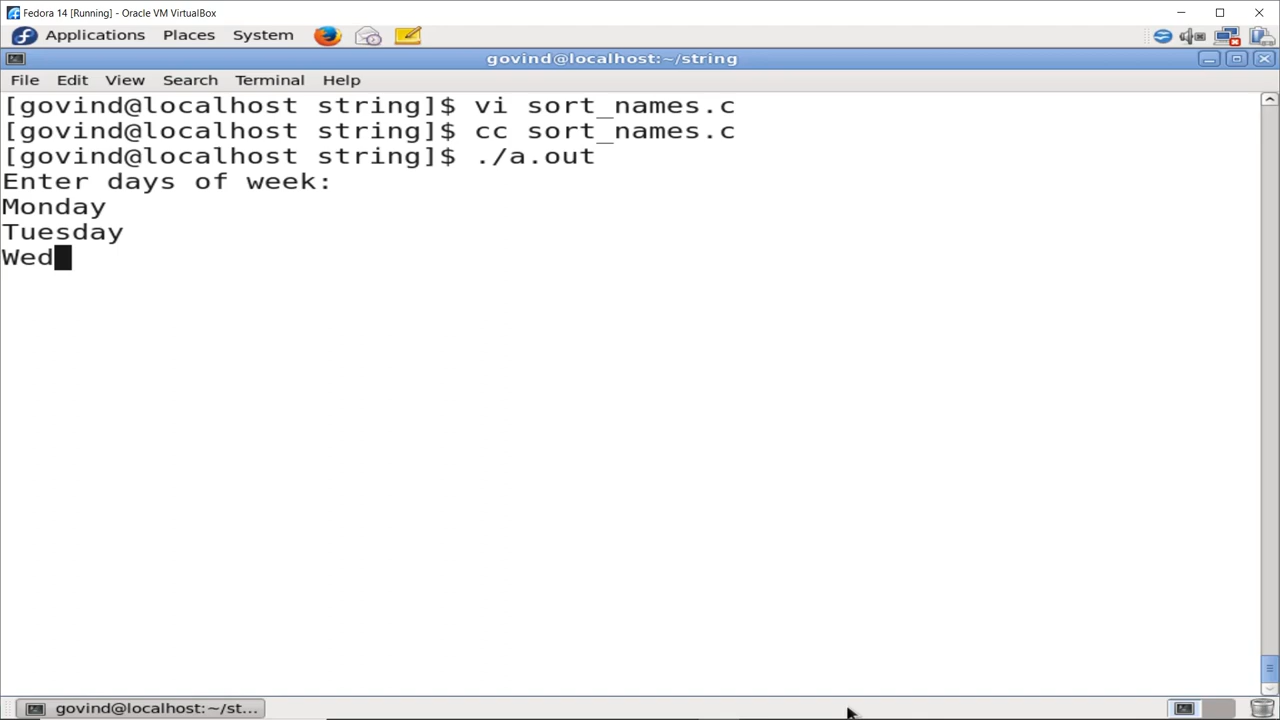 Fedora 14 [Running] - Oracle VM VirtualBox
Applications Places System
govind@localhost:~/string
File Edit View Search Terminal Help
[govind@localhost string]$ vi sort_names.c
[govind@localhost string]$ cc sort_names.c
[govind@localhost string]$ ./a.out
Enter days of week:
Monday
Tuesday
Wed
govind@localhost:~/st...